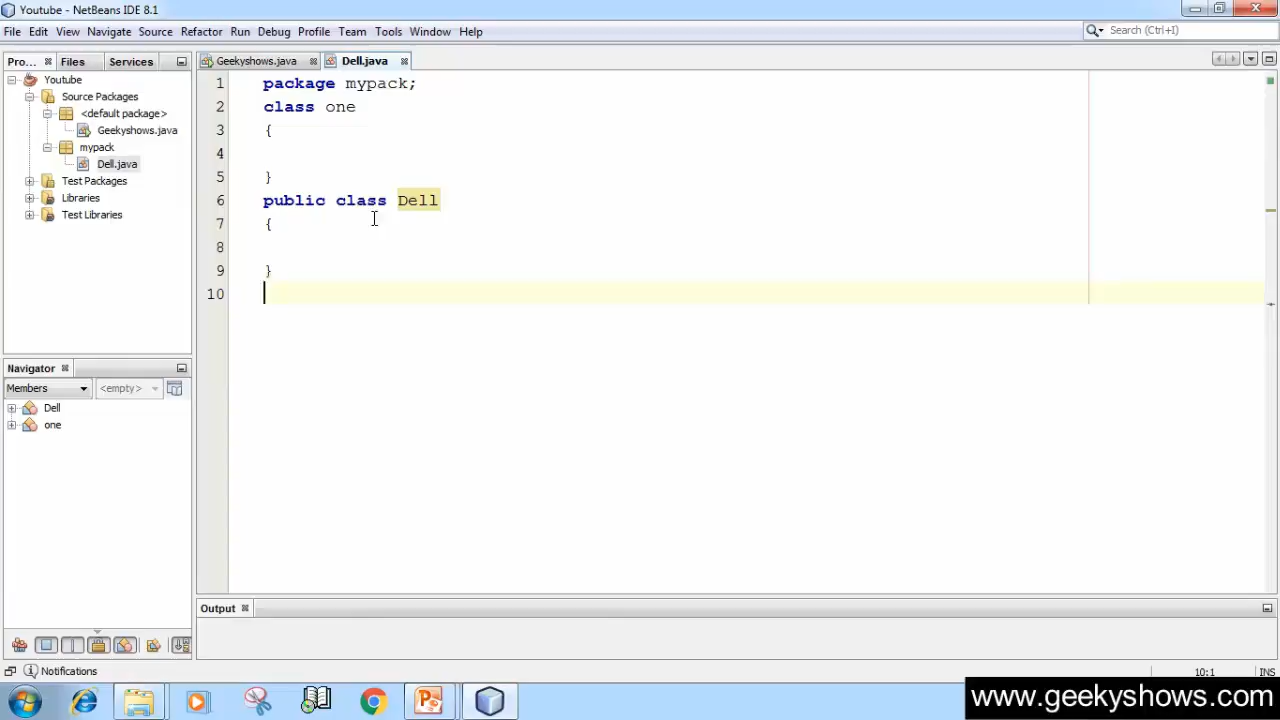 Youtube - NetBeans IDE 8.1
File Edit View Navigate Source Refactor Run Debug Profile Team Tools Window Help
Search (Ctrl+I)
Pro... Files Services
Geekyshows.java Dell.java
Youtube
Source Packages
<default package>
Geekyshows.java
mypack
Dell.java
Test Packages
Libraries
Test Libraries
1 package mypack;
2 class one
3 {
4
5 }
6 public class Dell
7 {
8
9 }
10
Navigator
Members <empty>
Dell
one
Output
Notifications
10:1 INS
www.geekyshows.com